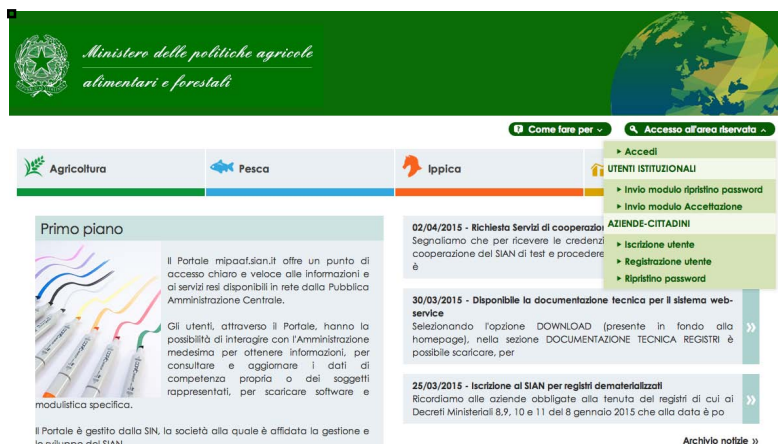 Ministero delle politiche agricole
alimentari e forestali
Come fare per
Accesso all'area riservata
Accedi
UTENTI ISTITUZIONALI
Invio modulo ripristino password
Invio modulo Accettazione
AZIENDE-CITTADINI
Iscrizione utente
Registrazione utente
Ripristino password
Agricoltura
Pesca
Ippica
Primo piano
Il Portale mipaaf.sian.it offre un punto di
accesso chiaro e veloce alle informazioni e
ai servizi resi disponibili in rete dalla Pubblica
Amministrazione Centrale.
Gli utenti, attraverso il Portale, hanno la
possibilità di interagire con l'Amministrazione
medesima per ottenere informazioni, per
consultare e aggiornare i dati di
competenza propria o dei soggetti
rappresentati, per scaricare software e
modulistica specifica.
Il Portale è gestito dalla SIN, la società alla quale è affidata la gestione e
lo sviluppo del SIAN
02/04/2015 - Richiesta Servizi di cooperazion
Segnaliamo che per ricevere le credenzi
cooperazione del SIAN di test e procedere
è
30/03/2015 - Disponibile la documentazione tecnica per il sistema web-
service
Selezionando l'opzione DOWNLOAD (presente in fondo alla
homepage), nella sezione DOCUMENTAZIONE TECNICA REGISTRI è
possibile scaricare, per
25/03/2015 - Iscrizione al SIAN per registri dematerializzati
Ricordiamo alle aziende obbligate alla tenuta del registri di cui ai
Decreti Ministeriali 8,9, 10 e 11 del 8 gennaio 2015 che alla data è po
Archivio notizie »